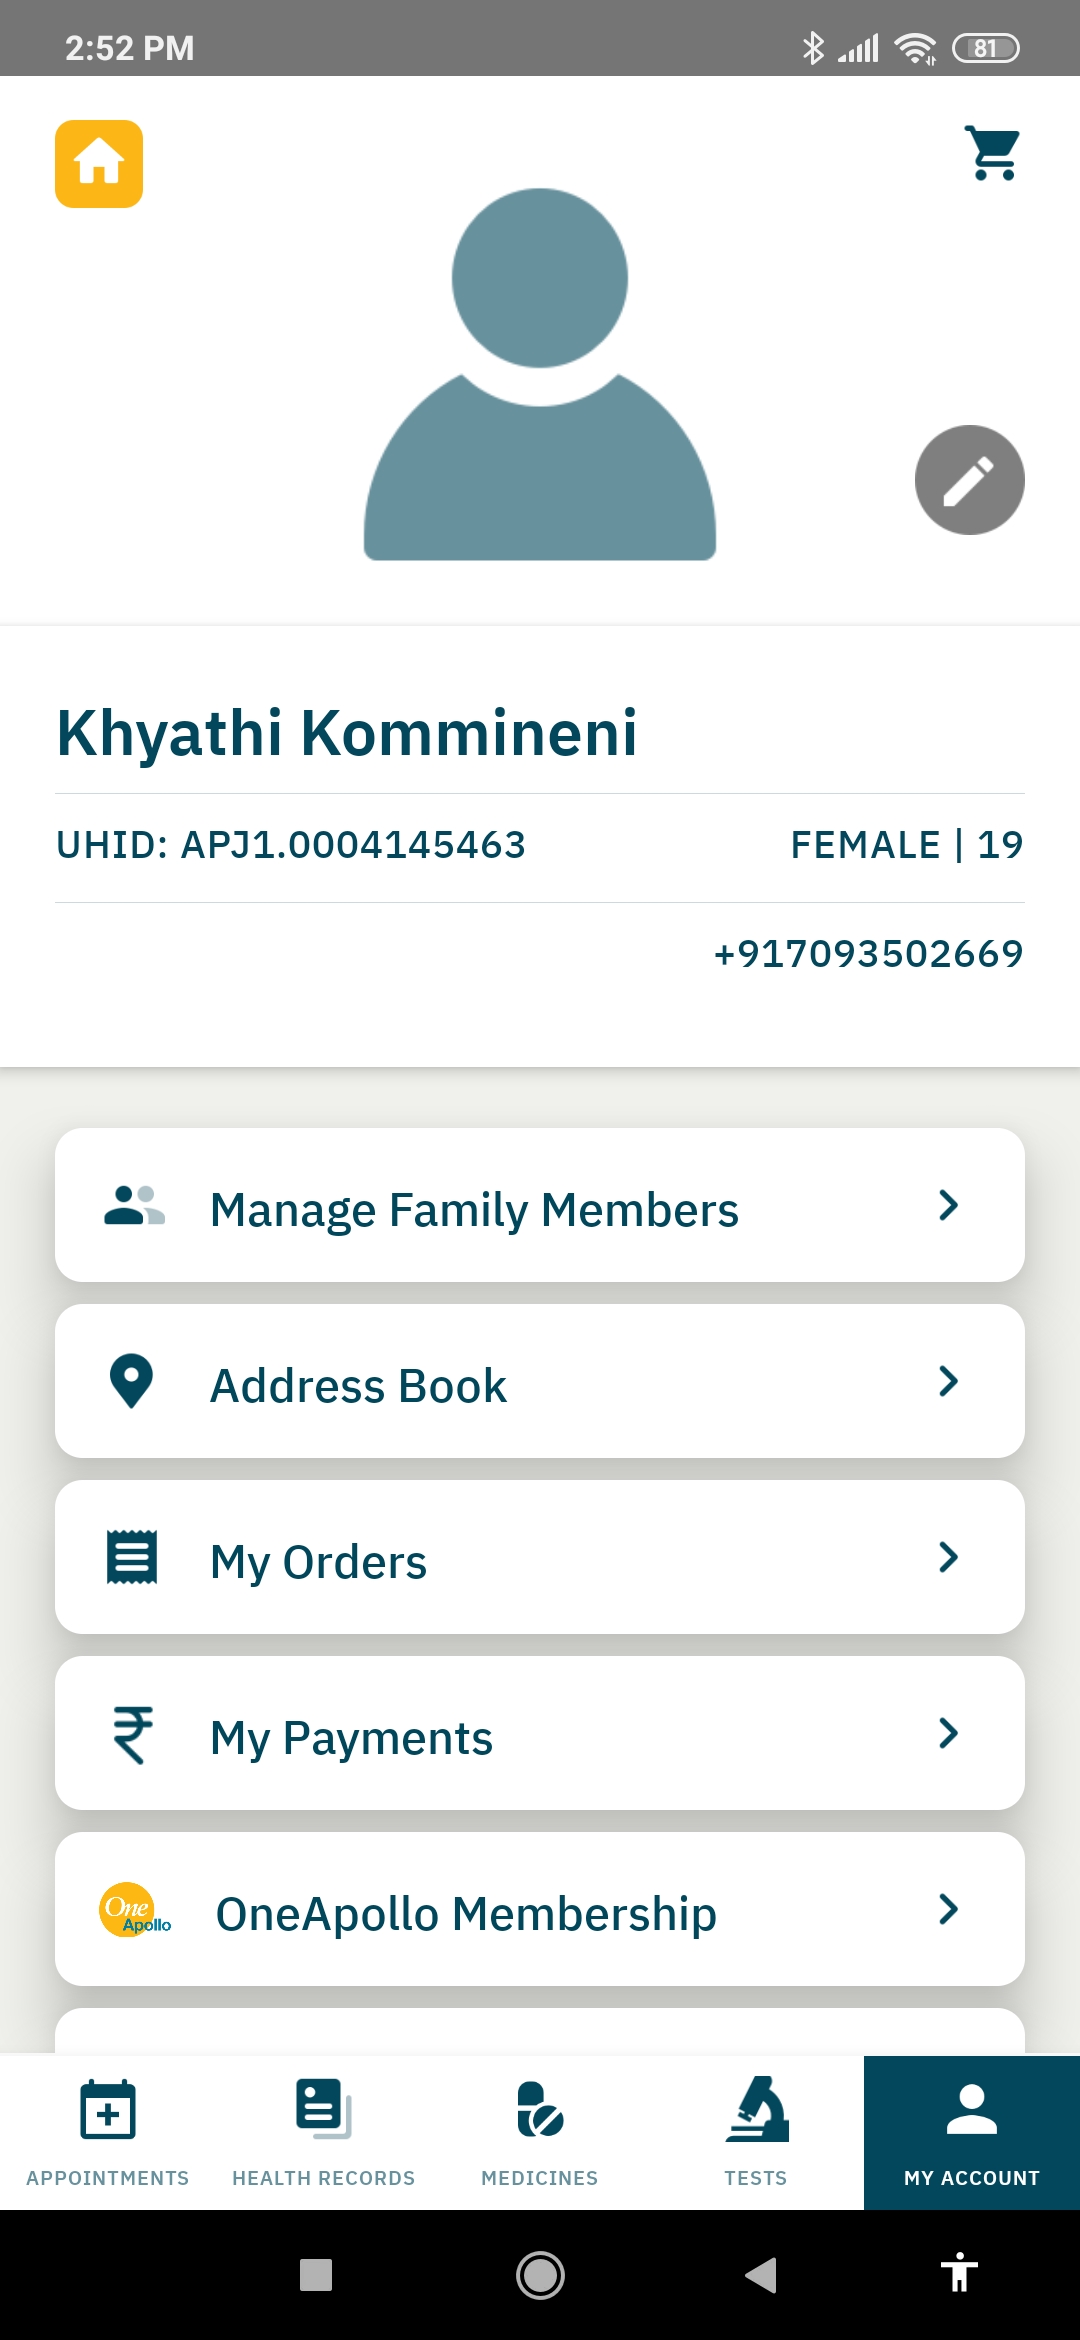 2:52 PM
81
Khyathi Kommineni
UHID: APJ1.0004145463
FEMALE | 19
+917093502669
Manage Family Members
Address Book
My Orders
₹ My Payments
One
Apollo
OneApollo Membership
APPOINTMENTS
HEALTH RECORDS
MEDICINES
TESTS
MY ACCOUNT